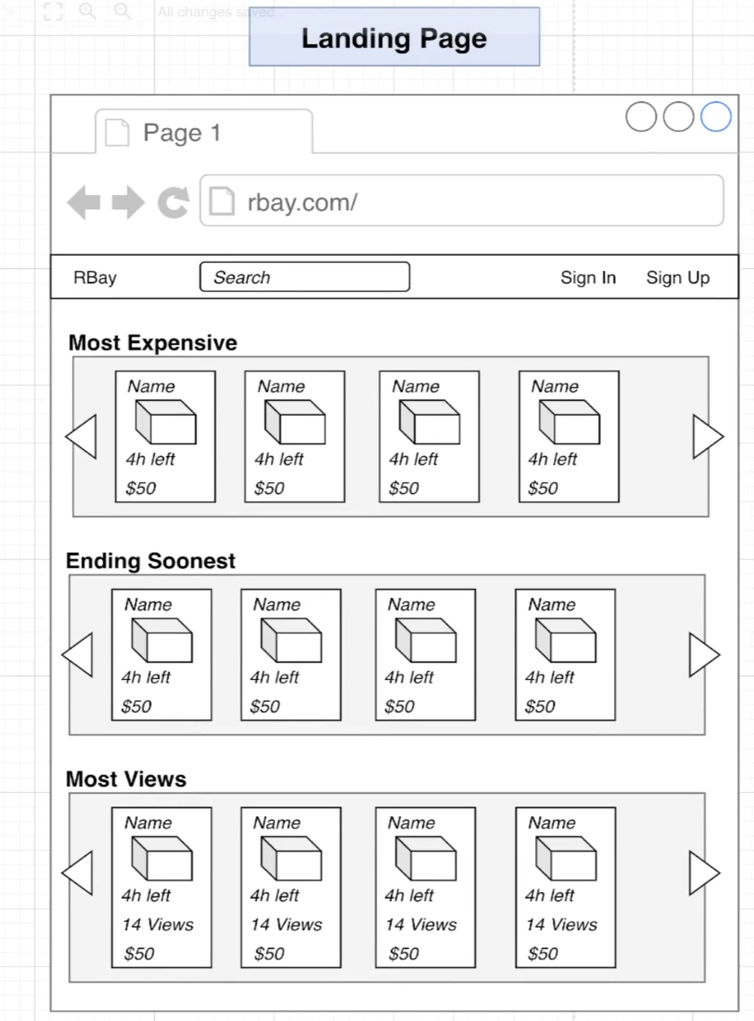 All changes saved...
Landing Page
Page 1
rbay.com/
RBay Search Sign In Sign Up
Most Expensive
Name Name Name Name
4h left 4h left 4h left 4h left
$50 $50 $50 $50
Ending Soonest
Name Name Name Name
4h left 4h left 4h left 4h left
$50 $50 $50 $50
Most Views
Name Name Name Name
4h left 4h left 4h left 4h left
14 Views 14 Views 14 Views 14 Views
$50 $50 $50 $50